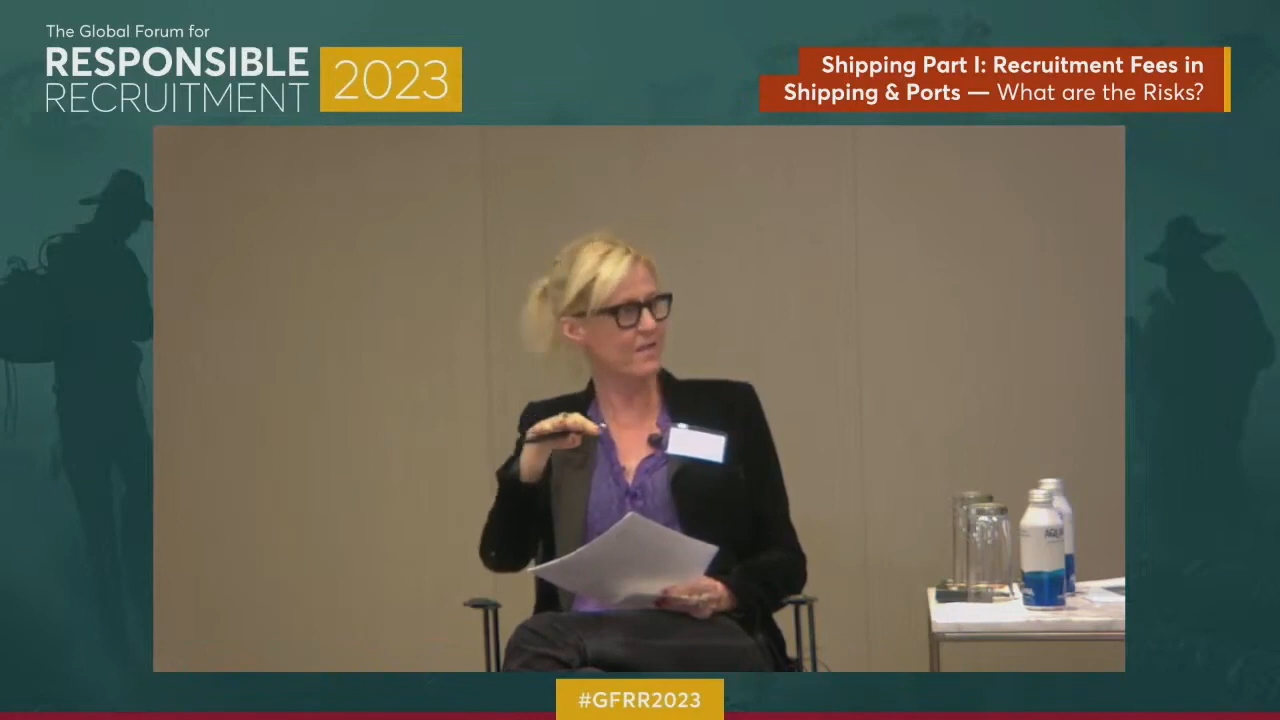 The Global Forum for
RESPONSIBLE
RECRUITMENT
2023
Shipping Part I: Recruitment Fees in
Shipping & Ports — What are the Risks?
#GFRR2023